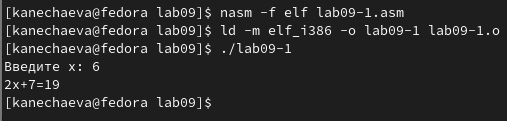 [kanechaeva@fedora lab09]$ nasm -f elf lab09-1.asm
[kanechaeva@fedora lab09]$ ld -m elf_i386 -o lab09-1 lab09-1.o
[kanechaeva@fedora lab09]$ ./lab09-1
Введите x: 6
2x+7=19
[kanechaeva@fedora lab09]$